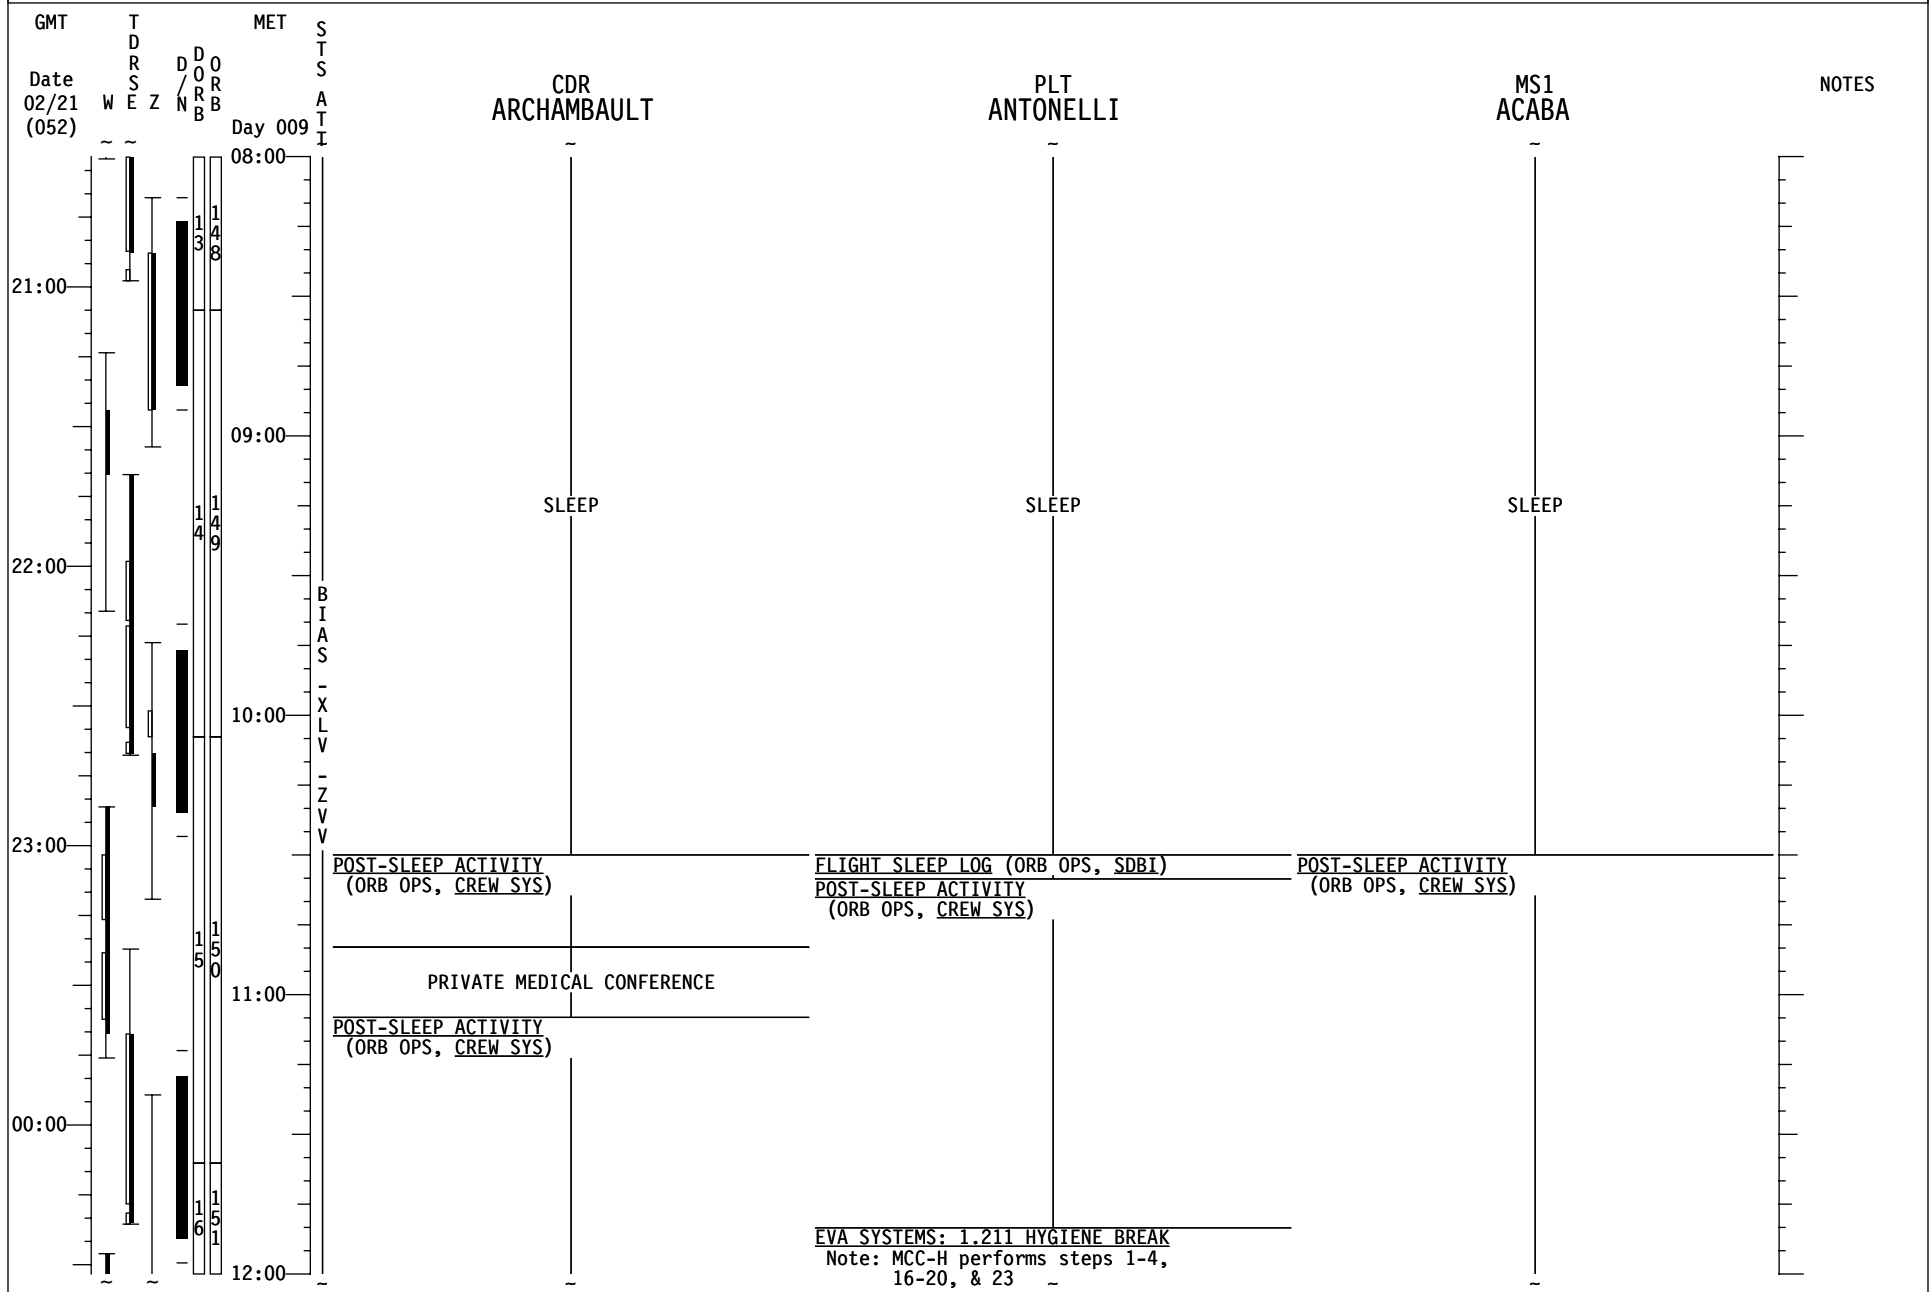 GMT
Date
02/21
(052)
TDRS
W E Z
D/N
DORB
ORB
MET
Day 009
STS ATT
CDR
ARCHAMBAULT
PLT
ANTONELLI
MS1
ACABA
NOTES
~ ~ ~ ~ ~
08:00
13 148
21:00
09:00
14 149
SLEEP SLEEP SLEEP
22:00
BIAS -XLV -ZVV
10:00
23:00
POST-SLEEP ACTIVITY
(ORB OPS, CREW SYS)
FLIGHT SLEEP LOG (ORB OPS, SDBI)
POST-SLEEP ACTIVITY
(ORB OPS, CREW SYS)
POST-SLEEP ACTIVITY
(ORB OPS, CREW SYS)
15 150
PRIVATE MEDICAL CONFERENCE
11:00
POST-SLEEP ACTIVITY
(ORB OPS, CREW SYS)
00:00
16 151
EVA SYSTEMS: 1.211 HYGIENE BREAK
Note: MCC-H performs steps 1-4,
16-20, & 23
12:00
~ ~ ~ ~ ~ ~